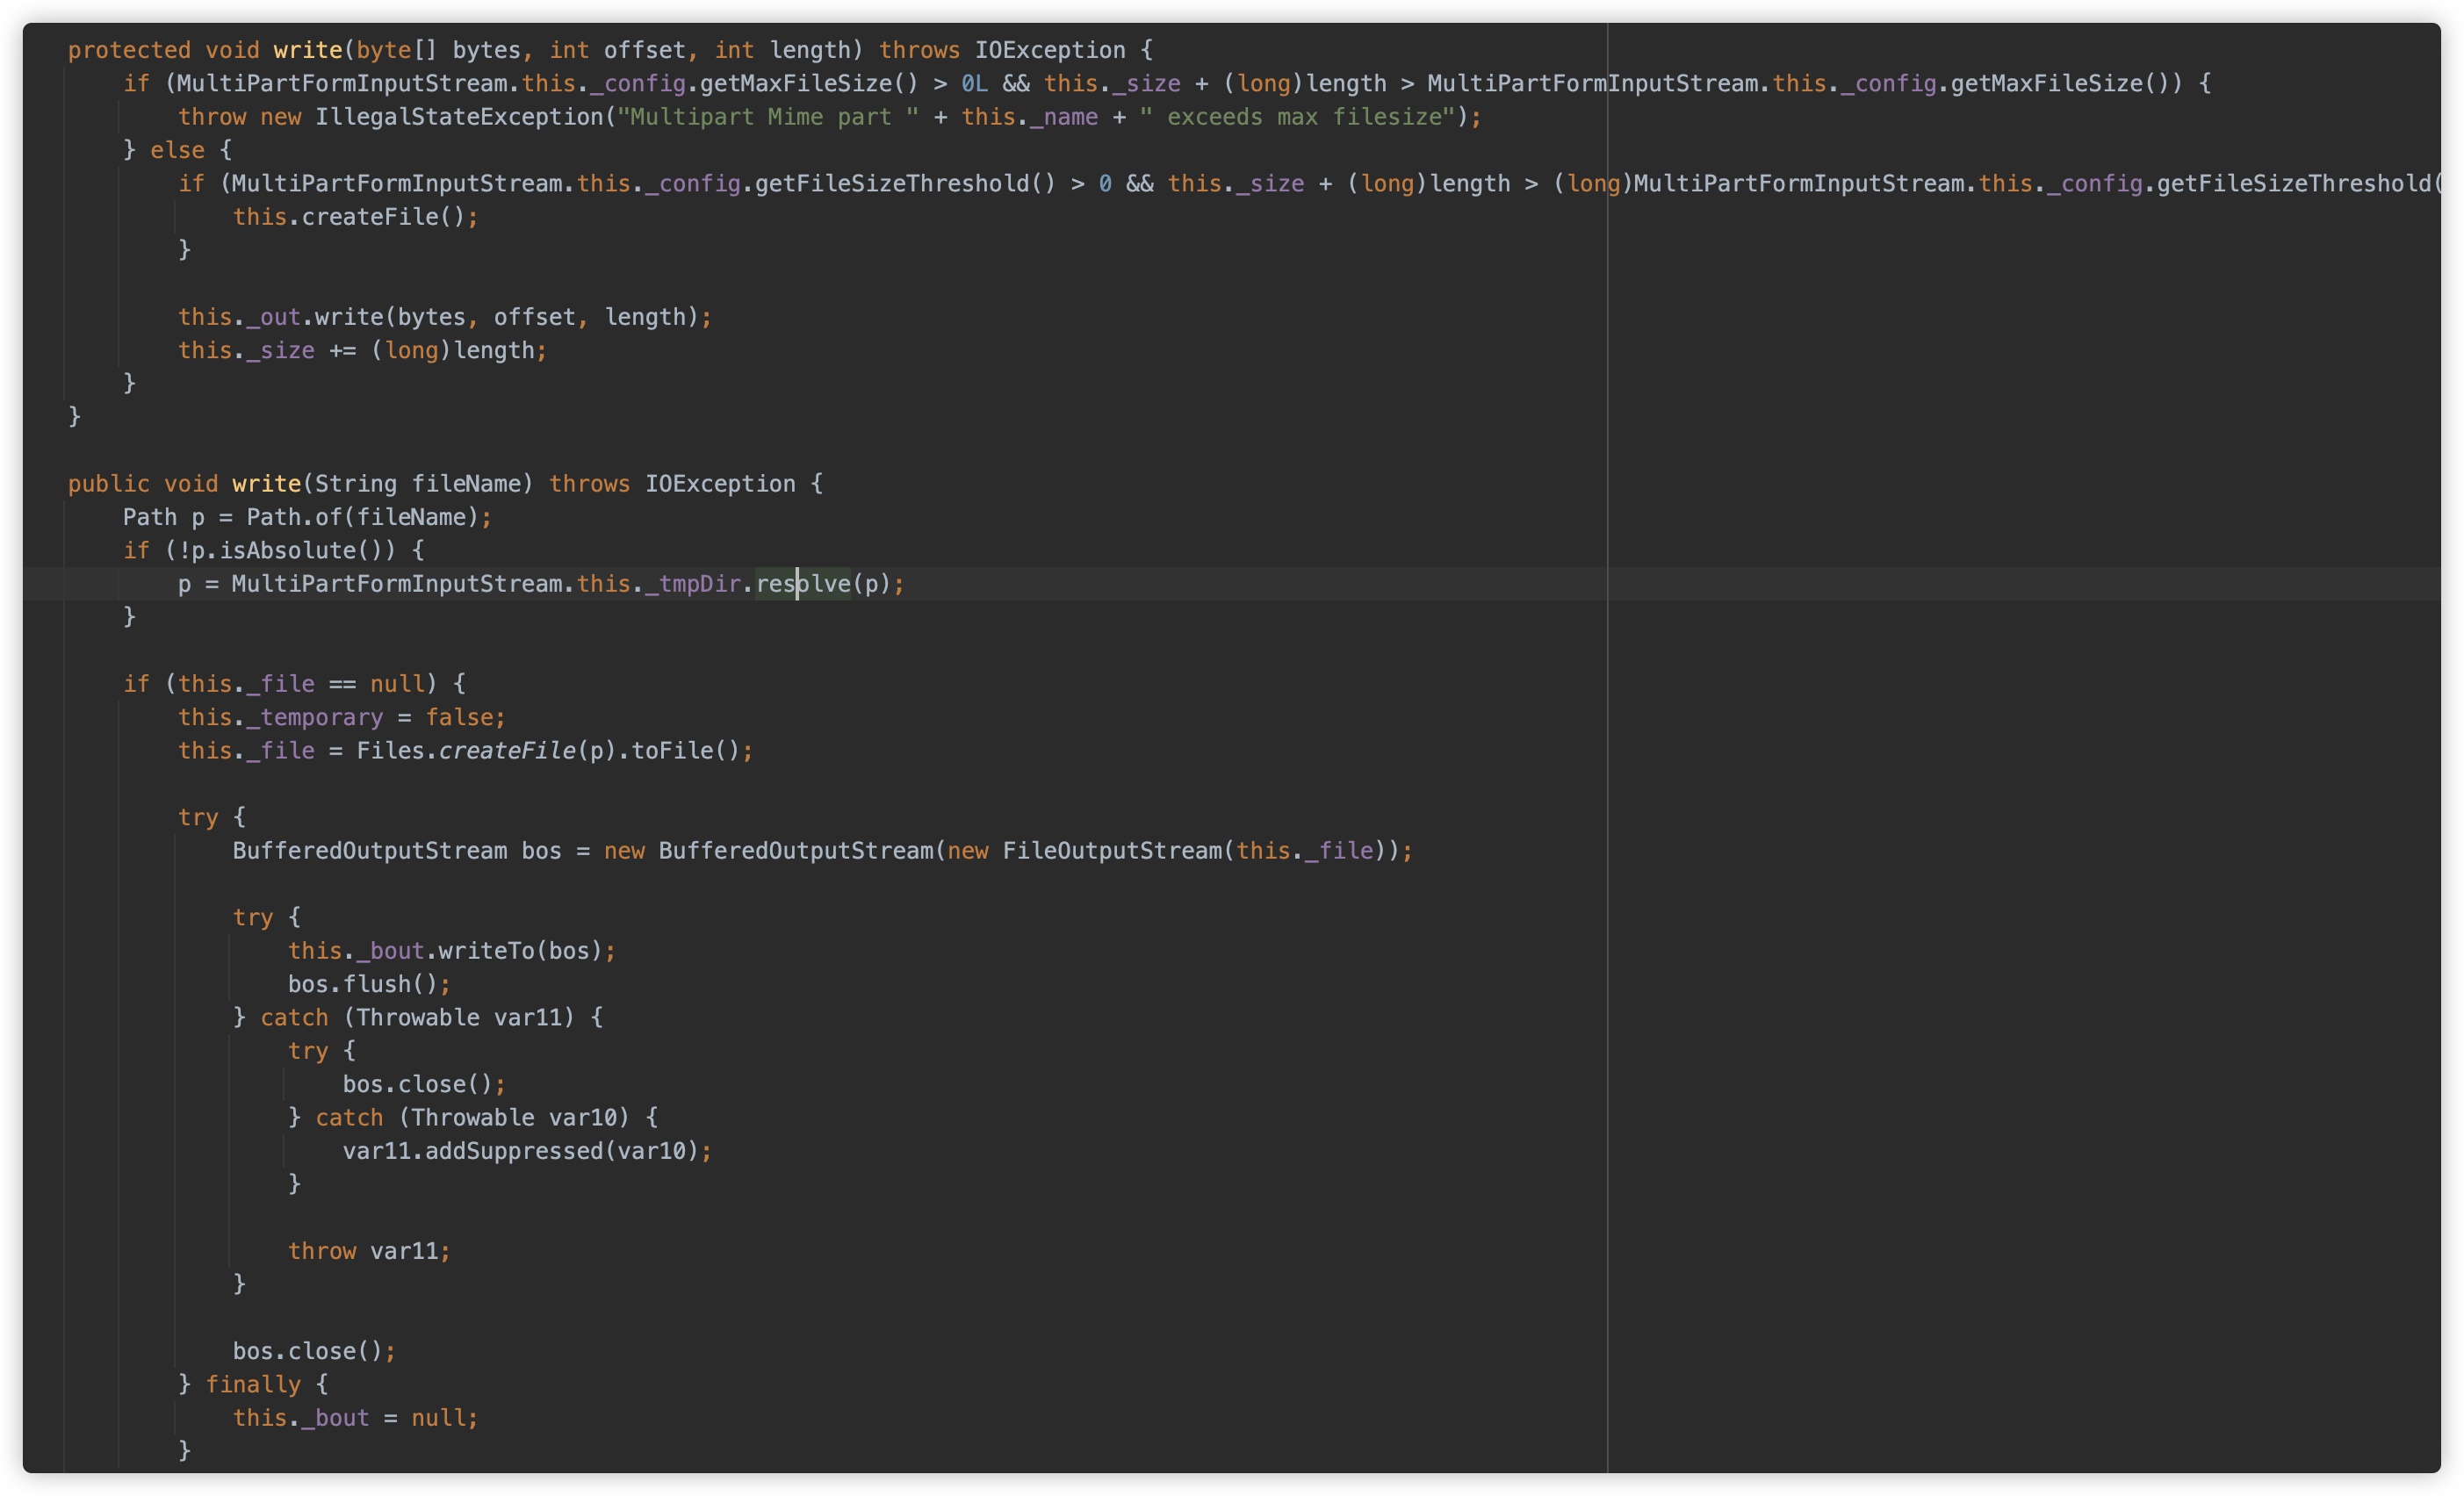 protected void write(byte[] bytes, int offset, int length) throws IOException {
if (MultiPartFormInputStream.this._config.getMaxFileSize() > 0L && this._size + (long)length > MultiPartFormInputStream.this._config.getMaxFileSize()) {
throw new IllegalStateException("Multipart Mime part " + this._name + " exceeds max filesize");
} else {
if (MultiPartFormInputStream.this._config.getFileSizeThreshold() > 0 && this._size + (long)length > (long)MultiPartFormInputStream.this._config.getFileSizeThreshold(
this.createFile();
}
this._out.write(bytes, offset, length);
this._size += (long)length;
}
}
public void write(String fileName) throws IOException {
Path p = Path.of(fileName);
if (!p.isAbsolute()) {
p = MultiPartFormInputStream.this._tmpDir.resolve(p);
}
if (this._file == null) {
this._temporary = false;
this._file = Files.createFile(p).toFile();
try {
BufferedOutputStream bos = new BufferedOutputStream(new FileOutputStream(this._file));
try {
this._bout.writeTo(bos);
bos.flush();
} catch (Throwable var11) {
try {
bos.close();
} catch (Throwable var10) {
var11.addSuppressed(var10);
}
throw var11;
}
bos.close();
} finally {
this._bout = null;
}